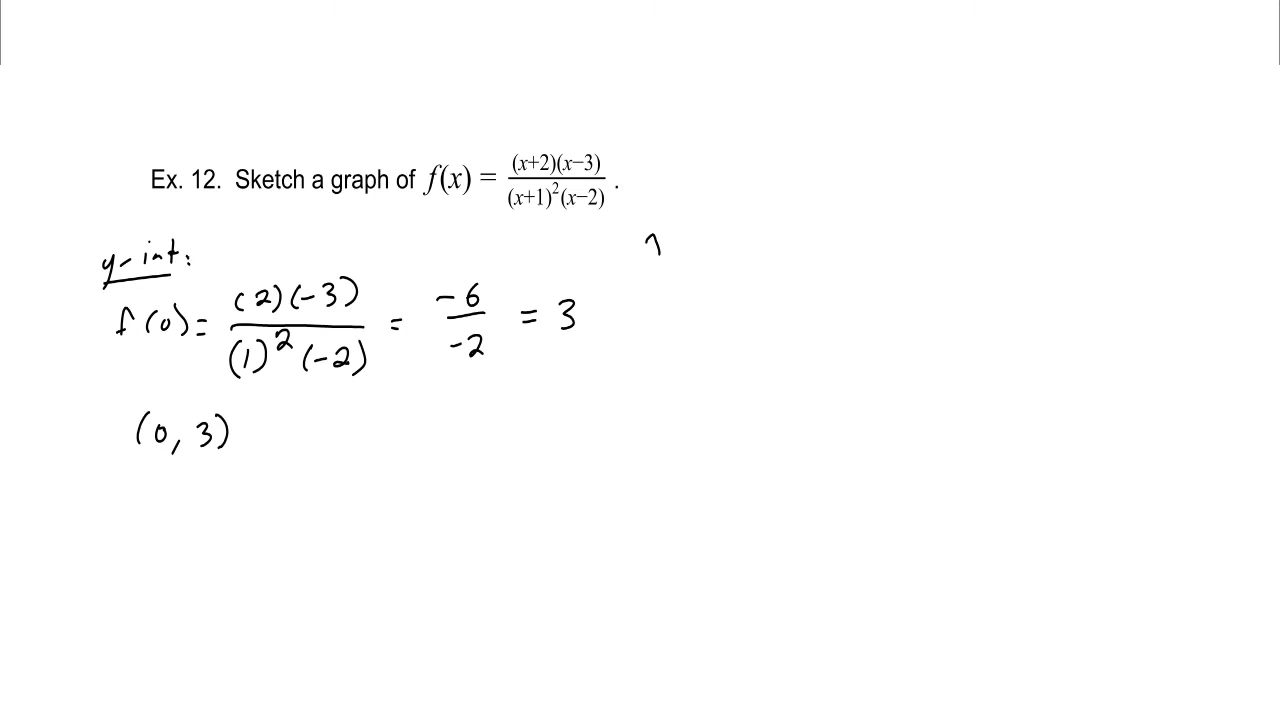 Ex. 12. Sketch a graph of f(x) = (x+2)(x−3) / (x+1)²(x−2) .
y-int:
f(0) = (2)(-3) / (1)² (-2) = -6 / -2 = 3
(0, 3)